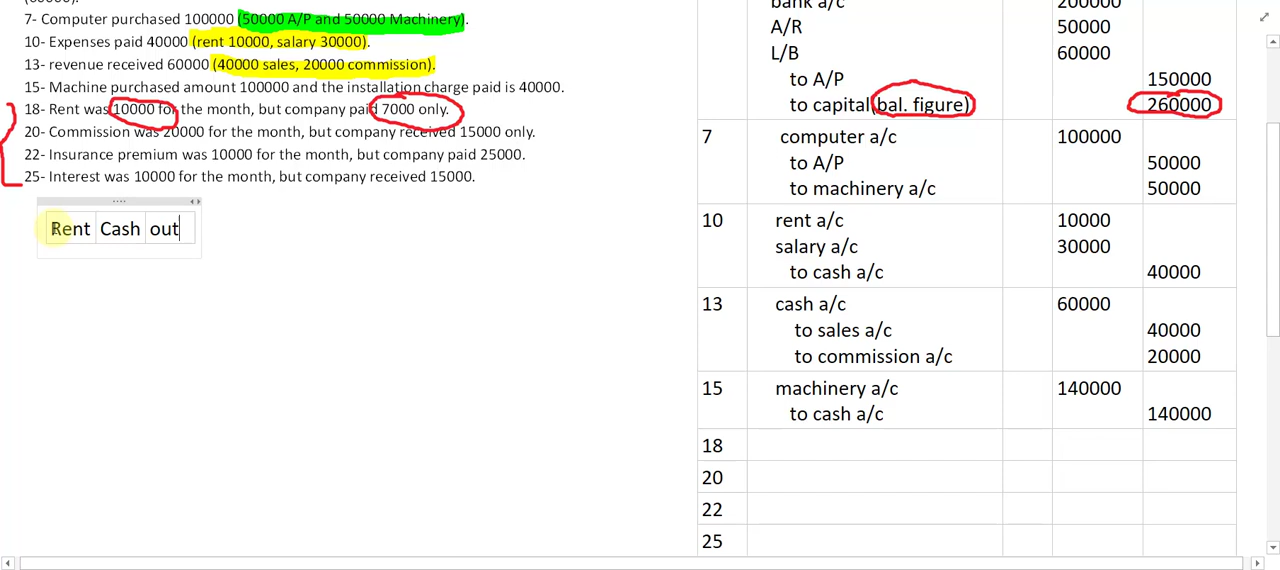 7- Computer purchased 100000 (50000 A/P and 50000 Machinery).
10- Expenses paid 40000 (rent 10000, salary 30000).
13- revenue received 60000 (40000 sales, 20000 commission).
15- Machine purchased amount 100000 and the installation charge paid is 40000.
18- Rent was 10000 for the month, but company paid 7000 only.
20- Commission was 20000 for the month, but company received 15000 only.
22- Insurance premium was 10000 for the month, but company paid 25000.
25- Interest was 10000 for the month, but company received 15000.
Rent Cash out
bank a/c 200000
A/R 50000
L/B 60000
to A/P 150000
to capital(bal. figure) 260000
7 computer a/c 100000
to A/P 50000
to machinery a/c 50000
10 rent a/c 10000
salary a/c 30000
to cash a/c 40000
13 cash a/c 60000
to sales a/c 40000
to commission a/c 20000
15 machinery a/c 140000
to cash a/c 140000
18
20
22
25